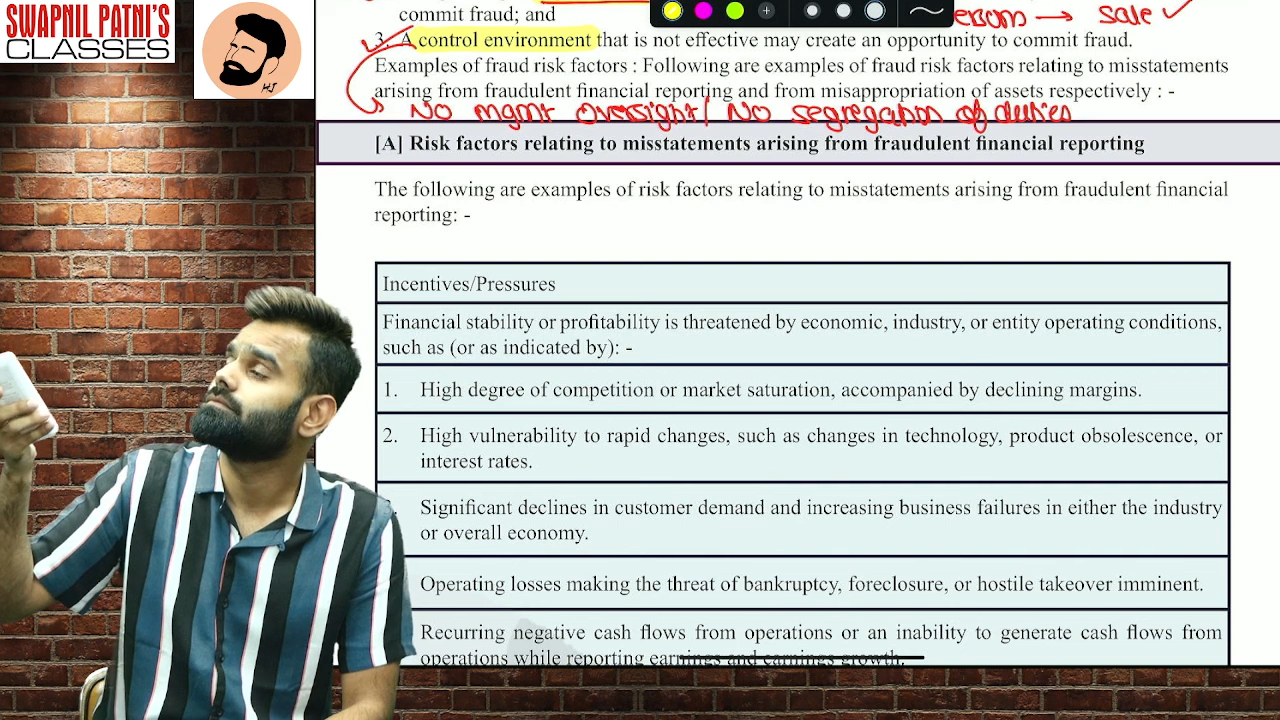 SWAPNIL PATNI'S
CLASSES
commit fraud; and
→ sale ✓
3. A control environment that is not effective may create an opportunity to commit fraud.
Examples of fraud risk factors : Following are examples of fraud risk factors relating to misstatements
arising from fraudulent financial reporting and from misappropriation of assets respectively : -
No mgmt oversight / No segregation of duties
[A] Risk factors relating to misstatements arising from fraudulent financial reporting
The following are examples of risk factors relating to misstatements arising from fraudulent financial
reporting: -
Incentives/Pressures
Financial stability or profitability is threatened by economic, industry, or entity operating conditions,
such as (or as indicated by): -
1. High degree of competition or market saturation, accompanied by declining margins.
2. High vulnerability to rapid changes, such as changes in technology, product obsolescence, or
interest rates.
Significant declines in customer demand and increasing business failures in either the industry
or overall economy.
Operating losses making the threat of bankruptcy, foreclosure, or hostile takeover imminent.
Recurring negative cash flows from operations or an inability to generate cash flows from
operations while reporting earnings and earnings growth.